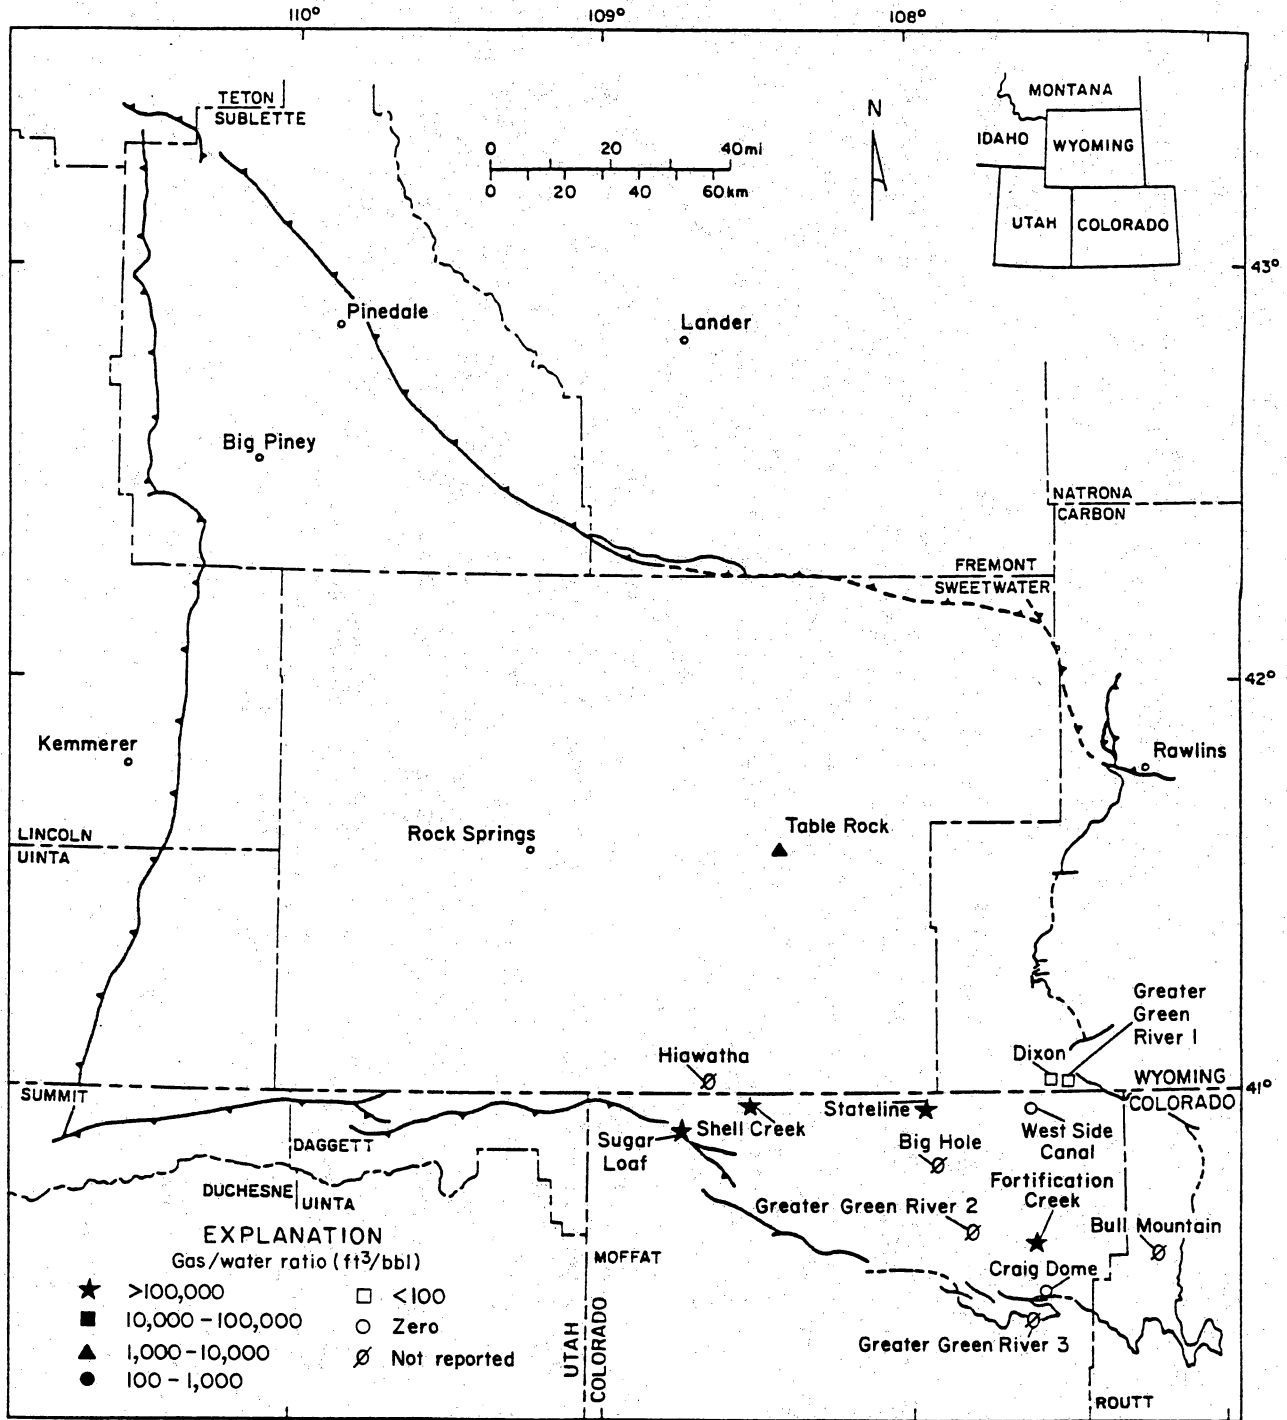 110° 109° 108°
TETON
SUBLETTE
N
MONTANA
IDAHO
WYOMING
UTAH
COLORADO
0 20 40 mi
0 20 40 60 km
43°
Pinedale
Lander
Big Piney
NATRONA
CARBON
FREMONT
SWEETWATER
42°
Kemmerer
Rawlins
LINCOLN
UINTA
Rock Springs
Table Rock
Greater
Green
River 1
Hiawatha
Dixon
41°
WYOMING
COLORADO
SUMMIT
Stateline
Shell Creek
Sugar
Loaf
West Side
Canal
Big Hole
DAGGETT
Fortification
Creek
DUCHESNE
UINTA
Greater Green River 2
Bull Mountain
MOFFAT
Craig Dome
Greater Green River 3
EXPLANATION
Gas/water ratio (ft³/bbl)
>100,000
10,000-100,000
1,000-10,000
100-1,000
<100
Zero
Not reported
UTAH
COLORADO
ROUTT